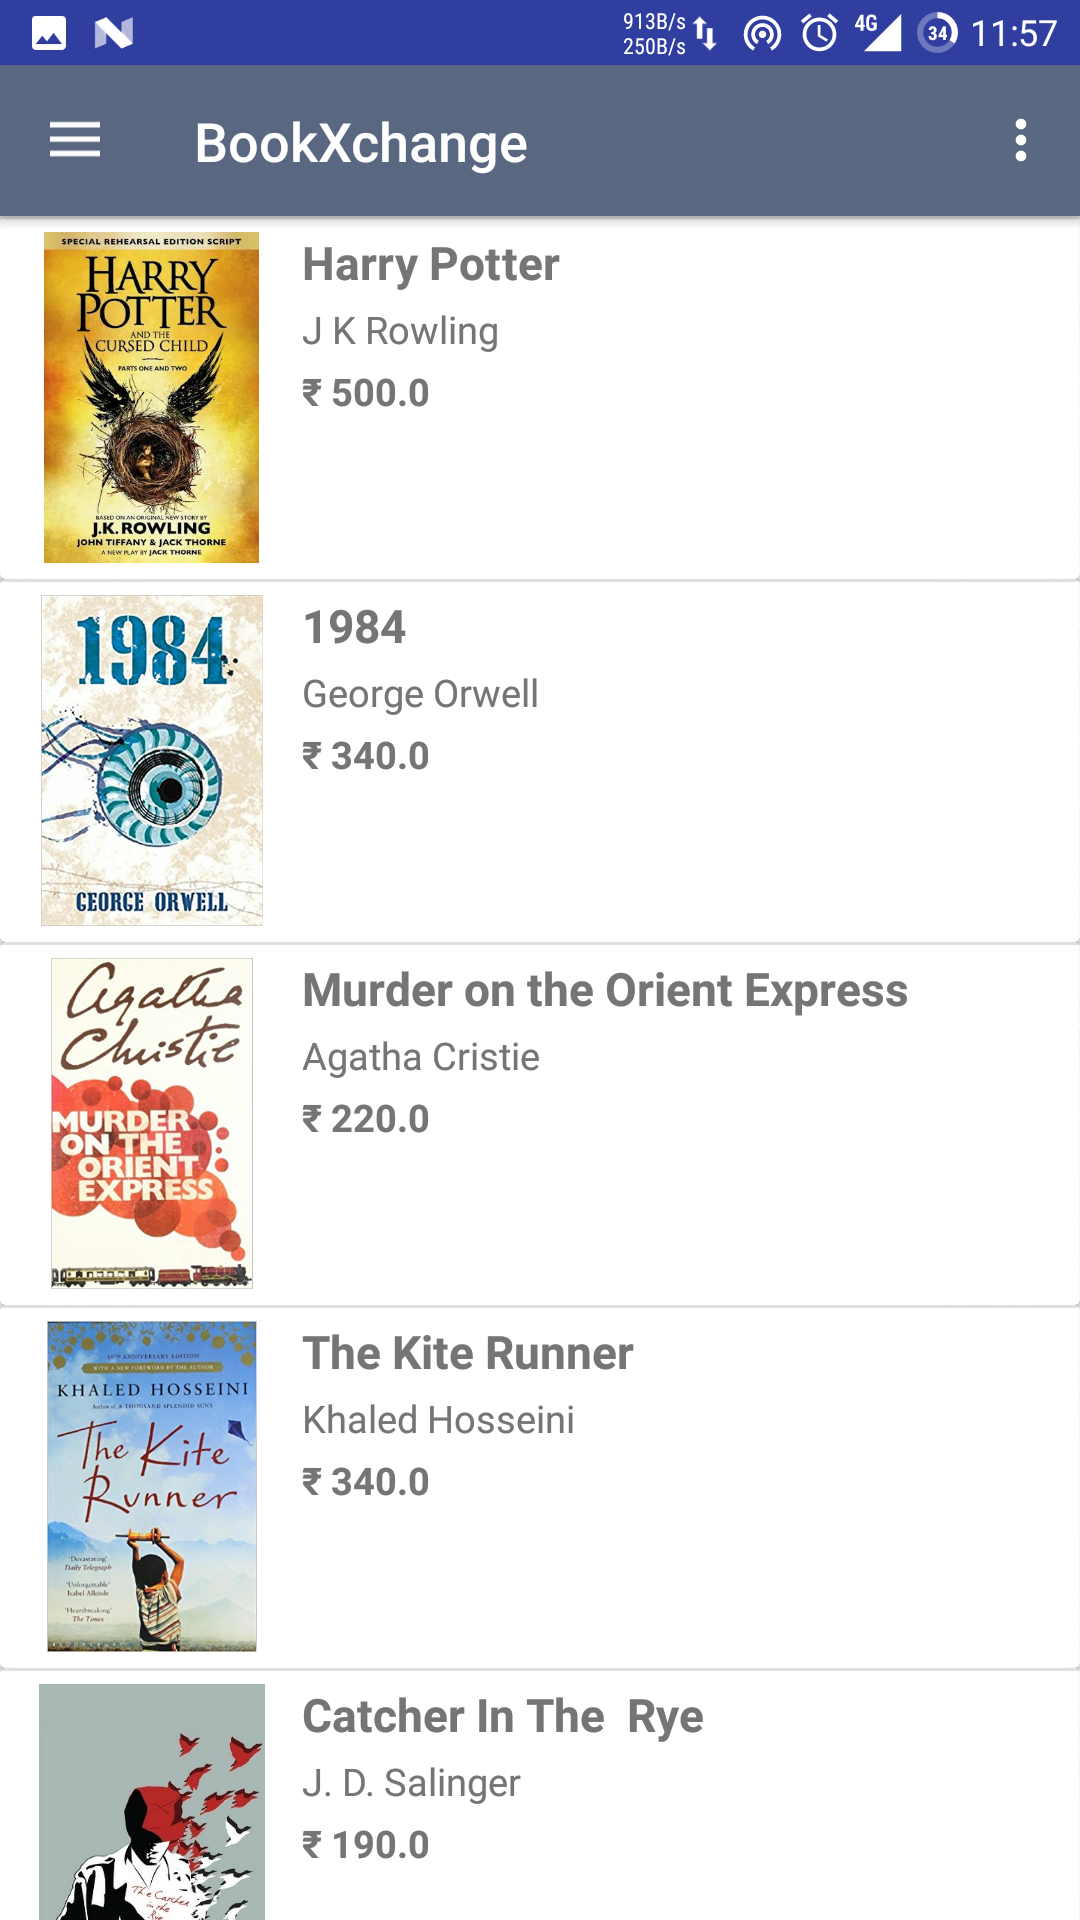 913B/s
250B/s
4G
34
11:57
BookXchange
SPECIAL REHEARSAL EDITION SCRIPT
HARRY
POTTER
AND THE
CURSED CHILD
PARTS ONE AND TWO
BASED ON AN ORIGINAL NEW STORY BY
J.K. ROWLING
JOHN TIFFANY & JACK THORNE
A NEW PLAY BY JACK THORNE
Harry Potter
J K Rowling
₹ 500.0
1984
GEORGE ORWELL
1984
George Orwell
₹ 340.0
Agatha
Christie
MURDER
ON THE
ORIENT
EXPRESS
Murder on the Orient Express
Agatha Cristie
₹ 220.0
10TH ANNIVERSARY EDITION
WITH A NEW FOREWORD BY THE AUTHOR
KHALED HOSSEINI
Author of A THOUSAND SPLENDID SUNS
The Kite
Runner
'Devastating'
Daily Telegraph
'Unforgettable'
Isabel Allende
'Heartbreaking'
The Times
BLOOMSBURY
The Kite Runner
Khaled Hosseini
₹ 340.0
The Catcher
in the
Rye
Catcher In The  Rye
J. D. Salinger
₹ 190.0